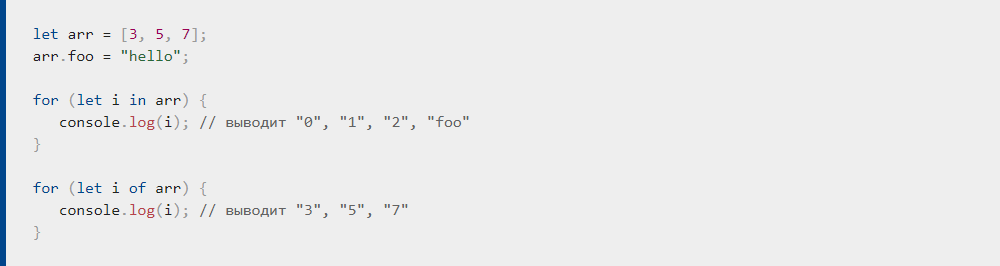 let arr = [3, 5, 7];
arr.foo = "hello";
for (let i in arr) {
console.log(i); // выводит "0", "1", "2", "foo"
}
for (let i of arr) {
console.log(i); // выводит "3", "5", "7"
}